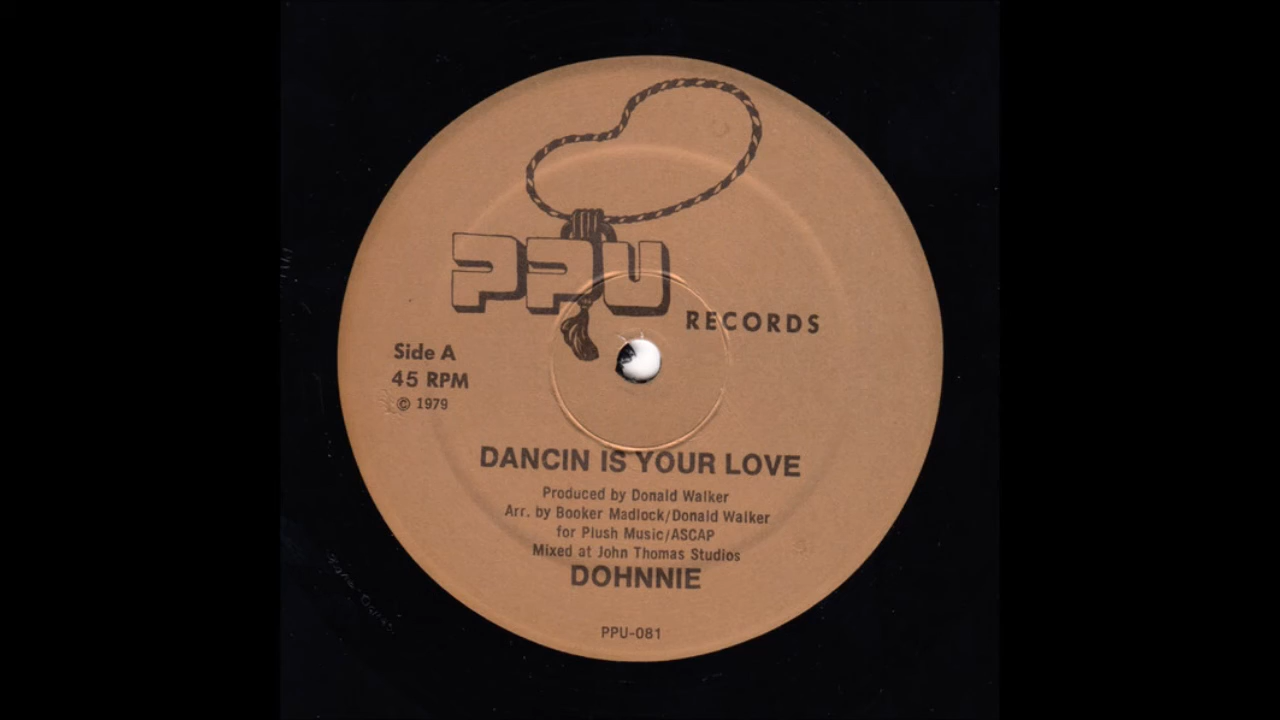 PPU
RECORDS
Side A
45 RPM
© 1979
DANCIN IS YOUR LOVE
Produced by Donald Walker
Arr. by Booker Madlock/Donald Walker
for Plush Music/ASCAP
Mixed at John Thomas Studios
DOHNNIE
PPU-081